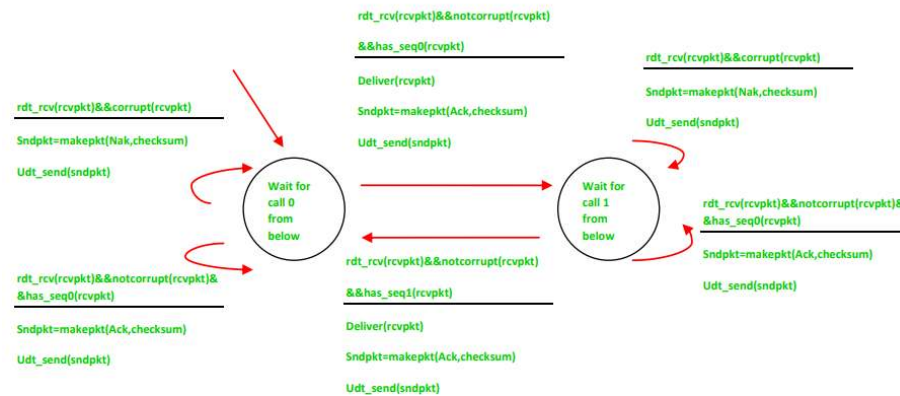 rdt_rcv(rcvpkt)&&notcorrupt(rcvpkt)
&&has_seq0(rcvpkt)
Deliver(rcvpkt)
Sndpkt=makepkt(Ack,checksum)
Udt_send(sndpkt)
rdt_rcv(rcvpkt)&&corrupt(rcvpkt)
Sndpkt=makepkt(Nak,checksum)
Udt_send(sndpkt)
rdt_rcv(rcvpkt)&&corrupt(rcvpkt)
Sndpkt=makepkt(Nak,checksum)
Udt_send(sndpkt)
Wait for
call 0
from
below
Wait for
call 1
from
below
rdt_rcv(rcvpkt)&&notcorrupt(rcvpkt)&
&has_seq0(rcvpkt)
Sndpkt=makepkt(Ack,checksum)
Udt_send(sndpkt)
rdt_rcv(rcvpkt)&&notcorrupt(rcvpkt)
&&has_seq1(rcvpkt)
Deliver(rcvpkt)
Sndpkt=makepkt(Ack,checksum)
Udt_send(sndpkt)
rdt_rcv(rcvpkt)&&notcorrupt(rcvpkt)&
&has_seq0(rcvpkt)
Sndpkt=makepkt(Ack,checksum)
Udt_send(sndpkt)